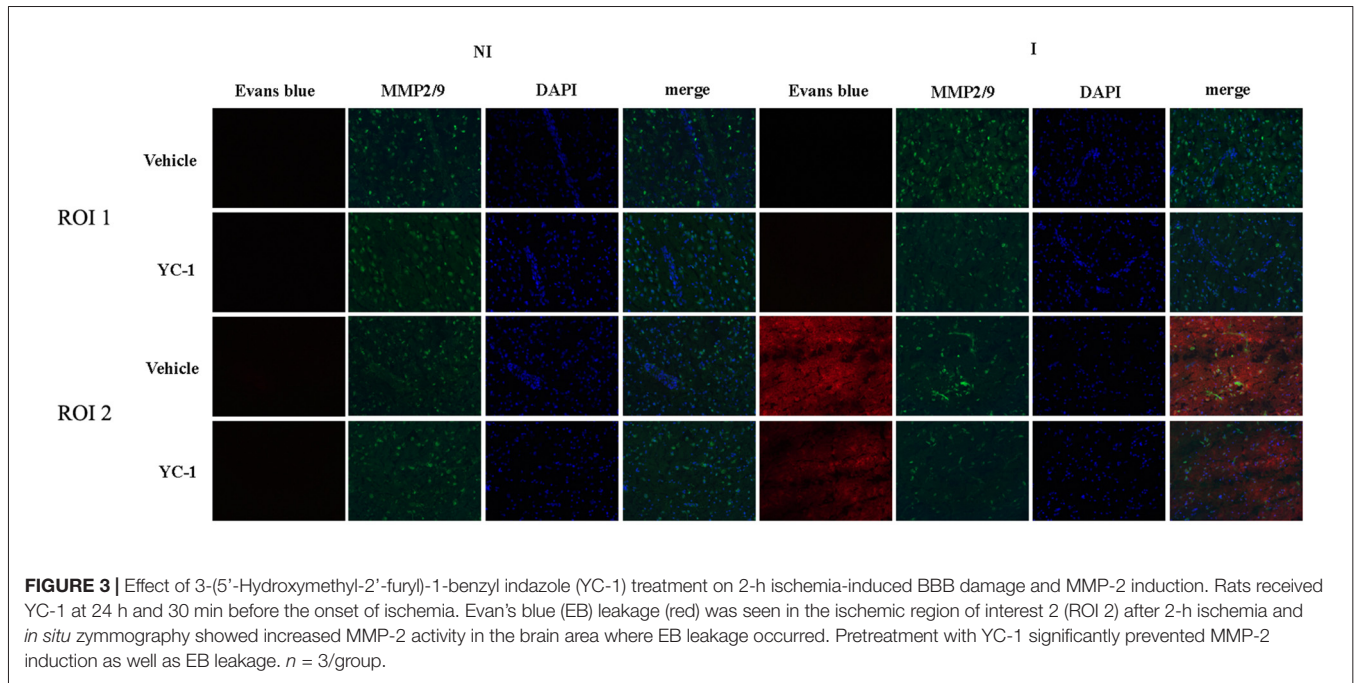 NI I
Evans blue MMP2/9 DAPI merge Evans blue MMP2/9 DAPI merge
Vehicle
ROI 1
YC-1
Vehicle
ROI 2
YC-1
FIGURE 3 | Effect of 3-(5’-Hydroxymethyl-2’-furyl)-1-benzyl indazole (YC-1) treatment on 2-h ischemia-induced BBB damage and MMP-2 induction. Rats received
YC-1 at 24 h and 30 min before the onset of ischemia. Evan’s blue (EB) leakage (red) was seen in the ischemic region of interest 2 (ROI 2) after 2-h ischemia and
in situ zymmography showed increased MMP-2 activity in the brain area where EB leakage occurred. Pretreatment with YC-1 significantly prevented MMP-2
induction as well as EB leakage. n = 3/group.